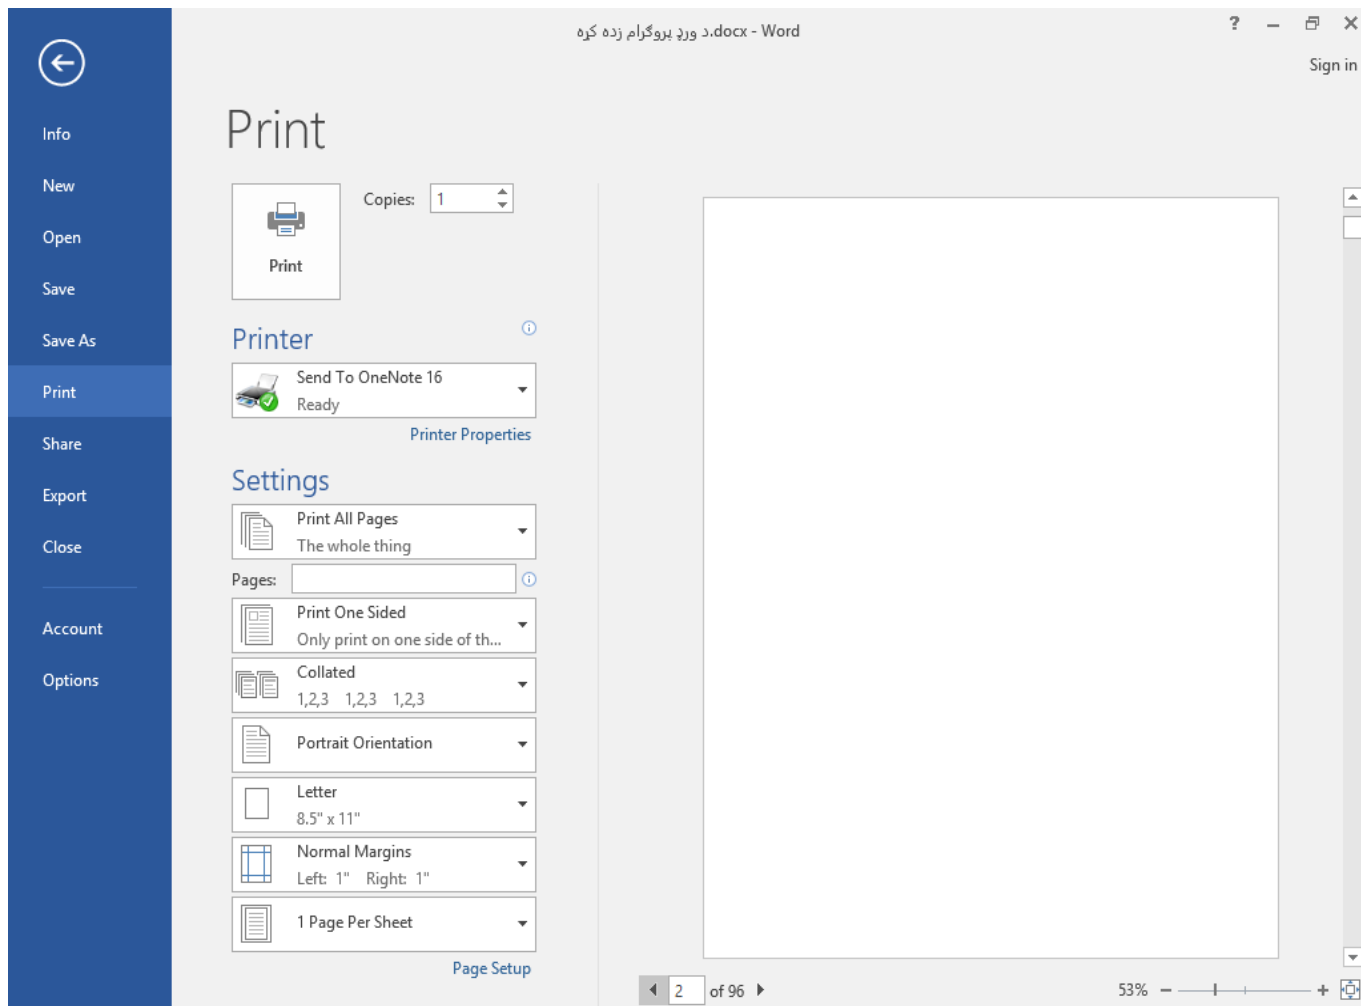 د ورډ پروګرام زده کړه.docx - Word
?
Sign in
Info
New
Open
Save
Save As
Print
Share
Export
Close
Account
Options
Print
Print
Copies: 1
Printer
Send To OneNote 16
Ready
Printer Properties
Settings
Print All Pages
The whole thing
Pages:
Print One Sided
Only print on one side of th...
Collated
1,2,3 1,2,3 1,2,3
Portrait Orientation
Letter
8.5" x 11"
Normal Margins
Left: 1" Right: 1"
1 Page Per Sheet
Page Setup
2 of 96
53%